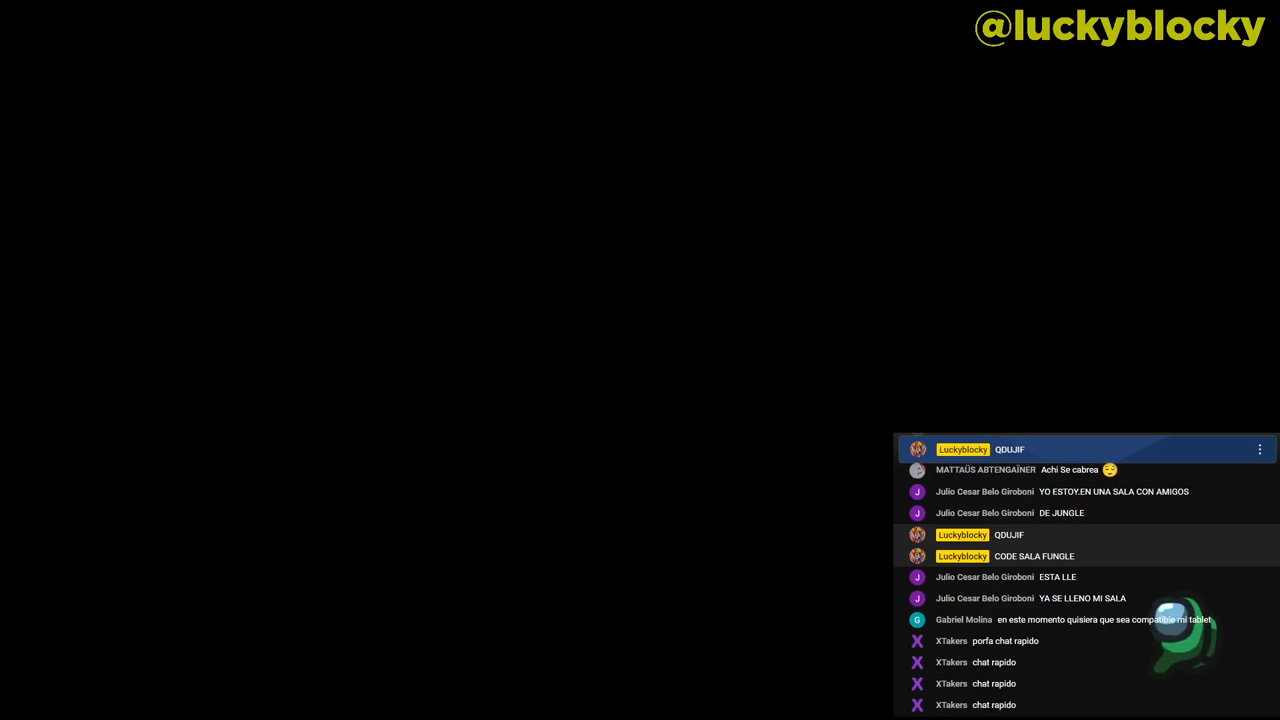 @luckyblocky
Luckyblocky QDUJIF
MATTAÜS ABTENGAÏNER Achi Se cabrea 😌
Julio Cesar Belo Giroboni YO ESTOY.EN UNA SALA CON AMIGOS
Julio Cesar Belo Giroboni DE JUNGLE
Luckyblocky QDUJIF
Luckyblocky CODE SALA FUNGLE
Julio Cesar Belo Giroboni ESTA LLE
Julio Cesar Belo Giroboni YA SE LLENO MI SALA
G Gabriel Molina en este momento quisiera que sea compatible mi tablet
XTakers porfa chat rapido
XTakers chat rapido
XTakers chat rapido
XTakers chat rapido